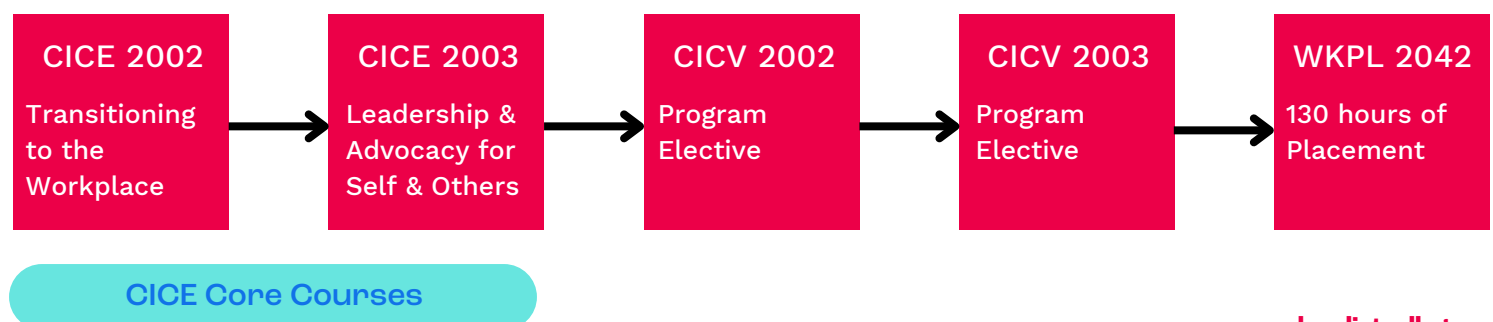 CICE 2002
Transitioning
to the
Workplace
CICE 2003
Leadership &
Advocacy for
Self & Others
CICV 2002
Program
Elective
CICV 2003
Program
Elective
WKPL 2042
130 hours of
Placement
CICE Core Courses